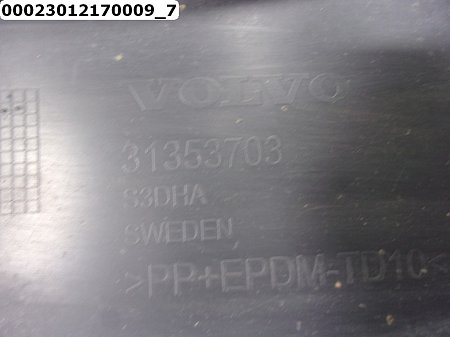 00023012170009_7
VOLVO
31353703
S3DHA
SWEDEN
>PP+EPDM-TD10<